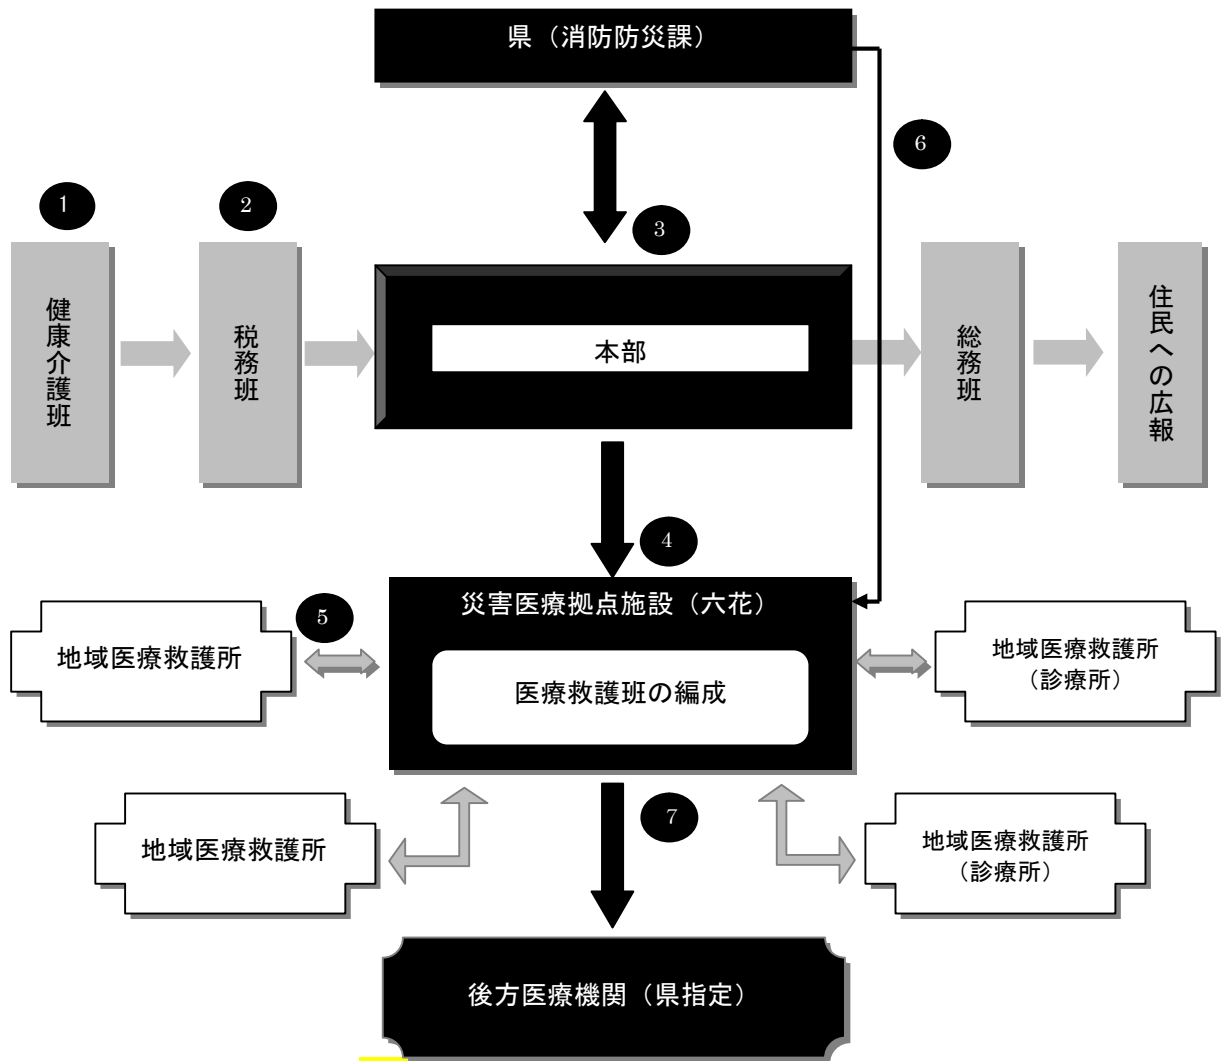 県（消防防災課）
6
1
2
3
健康介護班
税務班
本部
総務班
住民への広報
4
災害医療拠点施設（六花）
5
地域医療救護所
医療救護班の編成
地域医療救護所
（診療所）
7
地域医療救護所
地域医療救護所
（診療所）
後方医療機関（県指定）